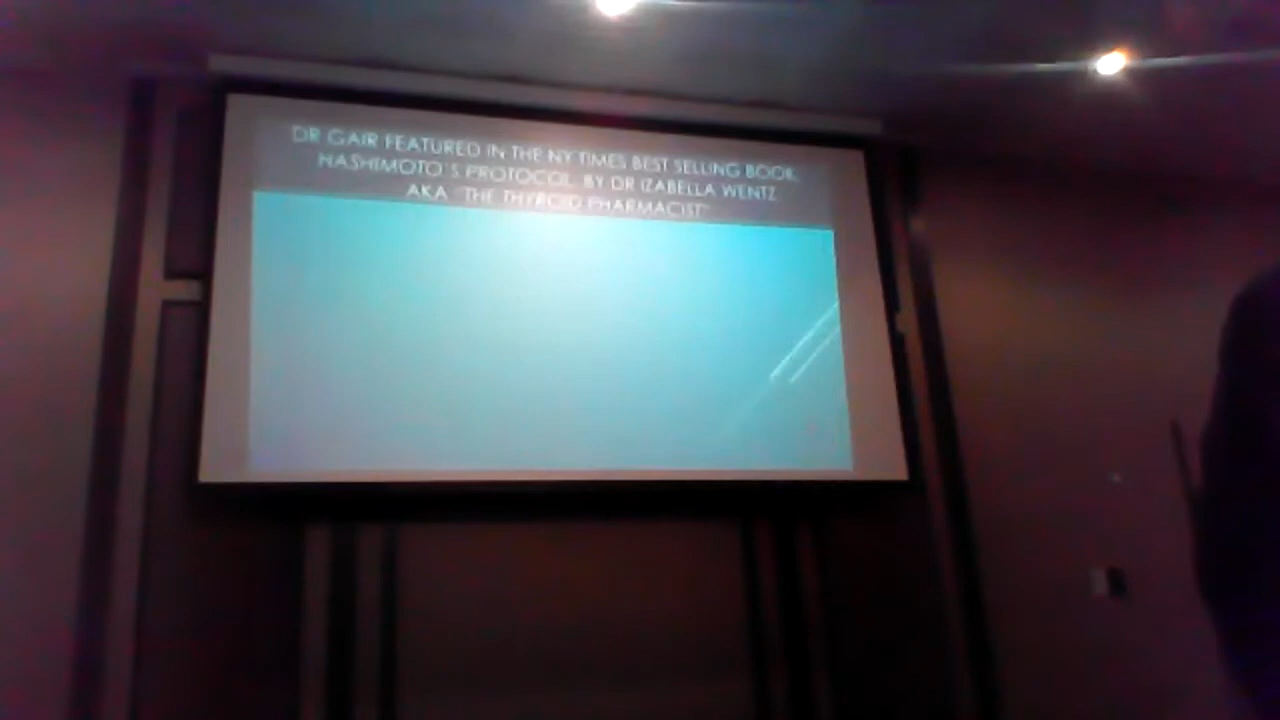 DR GAIR FEATURED IN THE NY TIMES BEST SELLING BOOK,
HASHIMOTO'S PROTOCOL, BY DR IZABELLA WENTZ
AKA "THE THYROID PHARMACIST"